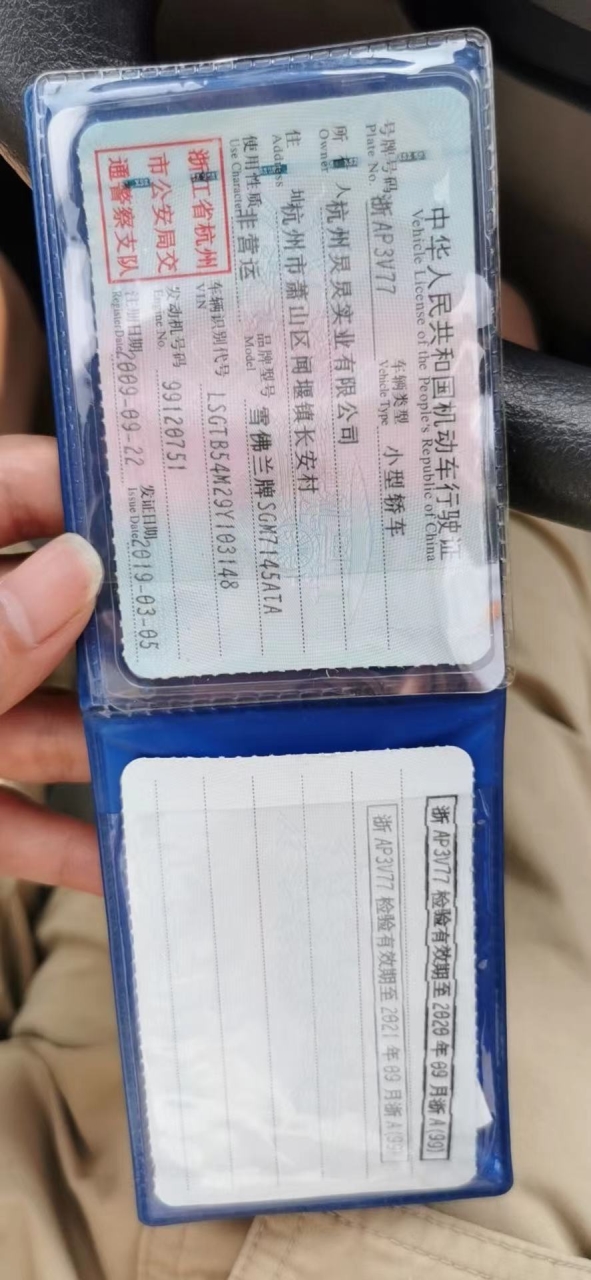 中华人民共和国机动车行驶证
Vehicle License of the People's Republic of China
号牌号码 浙AP3V77 车辆类型 小型轿车
Plate No. Vehicle Type
所有人 杭州炅炅实业有限公司
Owner
住址 杭州市萧山区闻堰镇长安村
Address
使用性质 非营运 品牌型号 雪佛兰牌SGM7145ATA
Use Character Model
浙江省杭州
市公安局交
通警察支队
车辆识别代号 LSGTB54M29Y103148
VIN
发动机号码 99120751
Engine No.
注册日期 2009-09-22 发证日期 2019-03-05
Register Date Issue Date
浙AP3V77 检验有效期至2020年09月浙A(99)
浙AP3V77 检验有效期至2021年09月浙A(99)